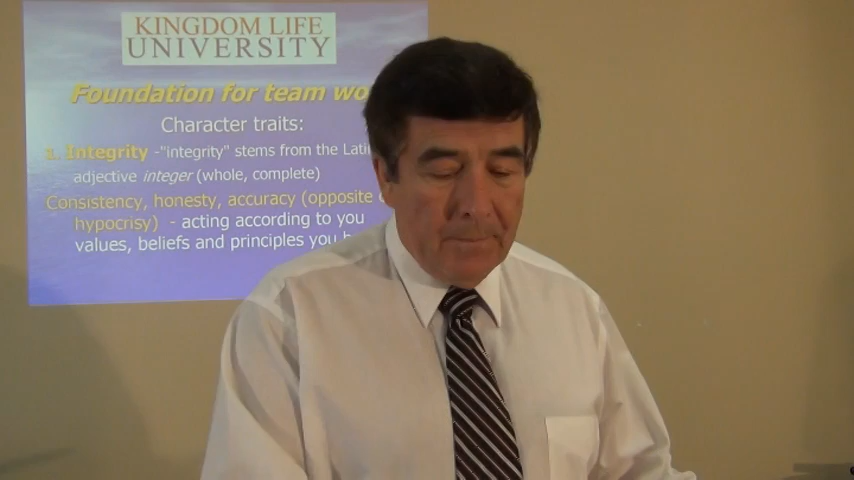 KINGDOM LIFE
UNIVERSITY
Foundation for team wo
Character traits:
1. Integrity -"integrity" stems from the Latin
adjective integer (whole, complete)
Consistency, honesty, accuracy (opposite
hypocrisy) - acting according to you
values, beliefs and principles you